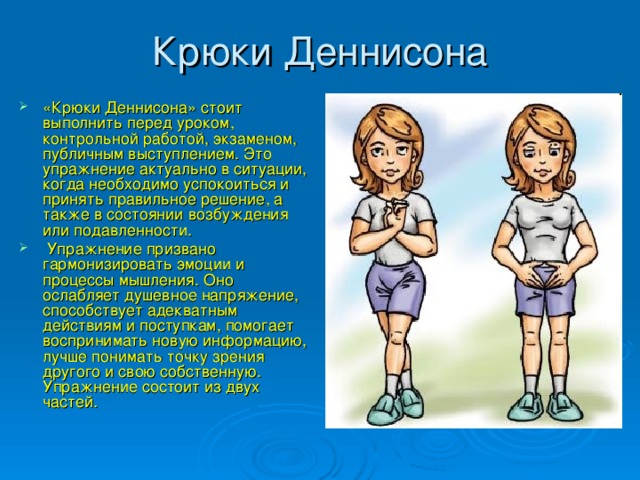 Крюки Деннисона
«Крюки Деннисона» стоит
выполнить перед уроком,
контрольной работой, экзаменом,
публичным выступлением. Это
упражнение актуально в ситуации,
когда необходимо успокоиться и
принять правильное решение, а
также в состоянии возбуждения
или подавленности.
Упражнение призвано
гармонизировать эмоции и
процессы мышления. Оно
ослабляет душевное напряжение,
способствует адекватным
действиям и поступкам, помогает
воспринимать новую информацию,
лучше понимать точку зрения
другого и свою собственную.
Упражнение состоит из двух
частей.